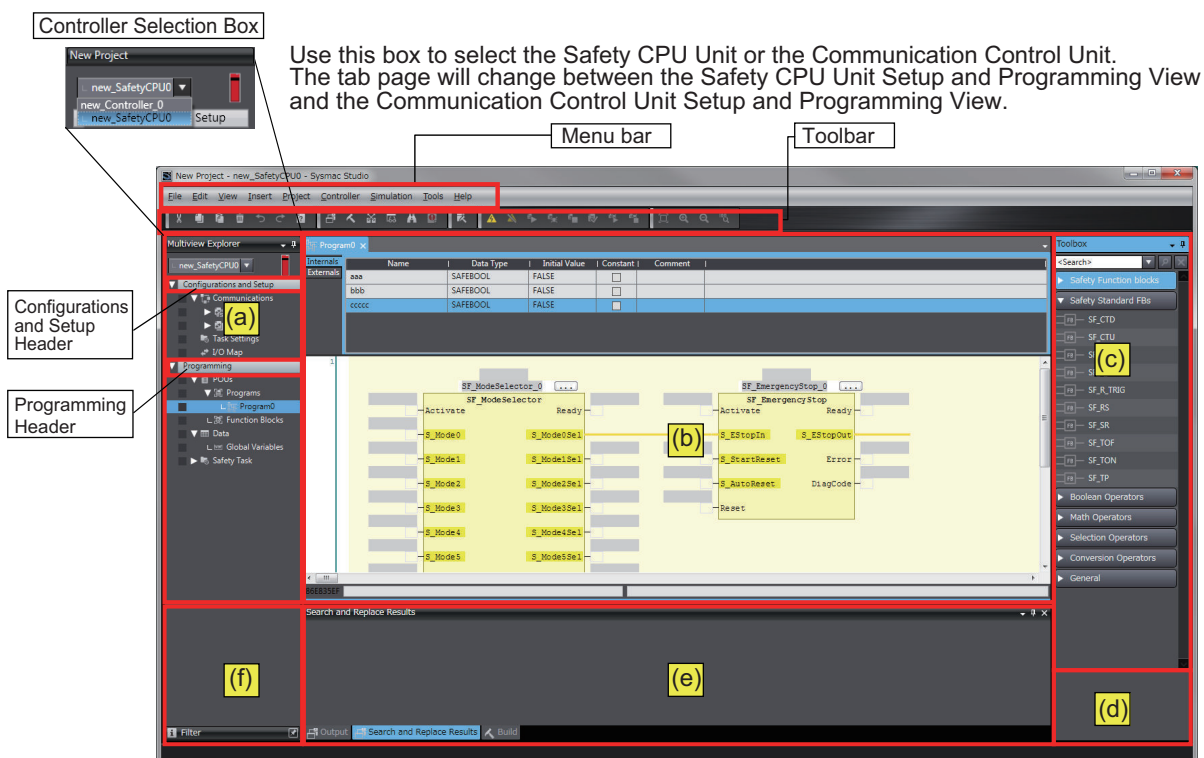 Controller Selection Box
New Project
new_SafetyCPU0
new_Controller_0
new_SafetyCPU0 Setup
Use this box to select the Safety CPU Unit or the Communication Control Unit.
The tab page will change between the Safety CPU Unit Setup and Programming View
and the Communication Control Unit Setup and Programming View.
Menu bar
Toolbar
New Project - new_SafetyCPU0 - Sysmac Studio
File Edit View Insert Project Controller Simulation Tools Help
Multiview Explorer
new_SafetyCPU0
Configurations and Setup
Communications
(a)
Task Settings
I/O Map
Programming
POUs
Programs
Program0
Function Blocks
Data
Global Variables
Safety Task
Configurations
and Setup
Header
Programming
Header
Program0
Internals
Externals
Name Data Type Initial Value Constant Comment
aaa SAFEBOOL FALSE
bbb SAFEBOOL FALSE
ccccc SAFEBOOL FALSE
1
SF_ModeSelector_0 ...
SF_ModeSelector
Activate Ready
S_Mode0 S_Mode0Sel
S_Mode1 S_Mode1Sel
S_Mode2 S_Mode2Sel
S_Mode3 S_Mode3Sel
S_Mode4 S_Mode4Sel
S_Mode5 S_Mode5Sel
(b)
SF_EmergencyStop_0 ...
SF_EmergencyStop
Activate Ready
S_EStopIn S_EStopOut
S_StartReset Error
S_AutoReset DiagCode
Reset
Toolbox
<Search>
Safety Function blocks
Safety Standard FBs
FB SF_CTD
FB SF_CTU
(c)
FB SF_R_TRIG
FB SF_RS
FB SF_SR
FB SF_TOF
FB SF_TON
FB SF_TP
Boolean Operators
Math Operators
Selection Operators
Conversion Operators
General
Search and Replace Results
(f)
(e)
(d)
Filter
Output Search and Replace Results Build